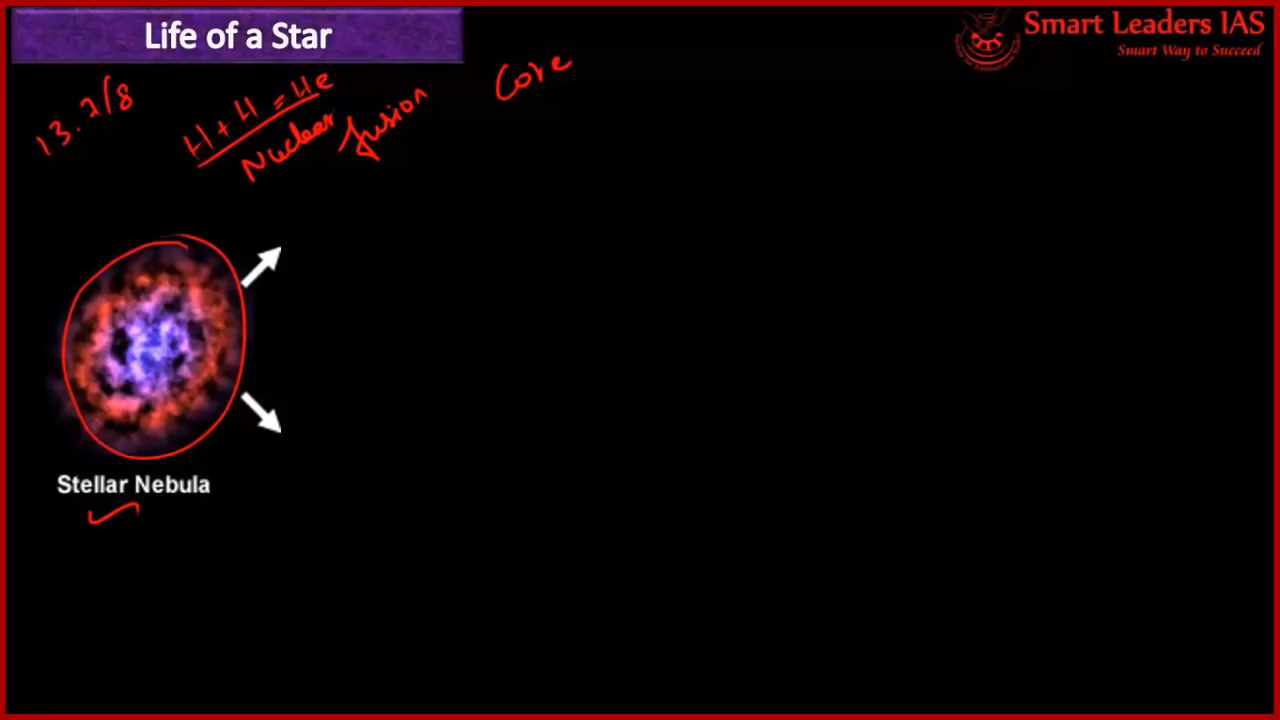 Life of a Star
Smart Leaders IAS
Smart Way to Succeed
13.7/8
H + H = He
Nuclear fusion
Core
Stellar Nebula